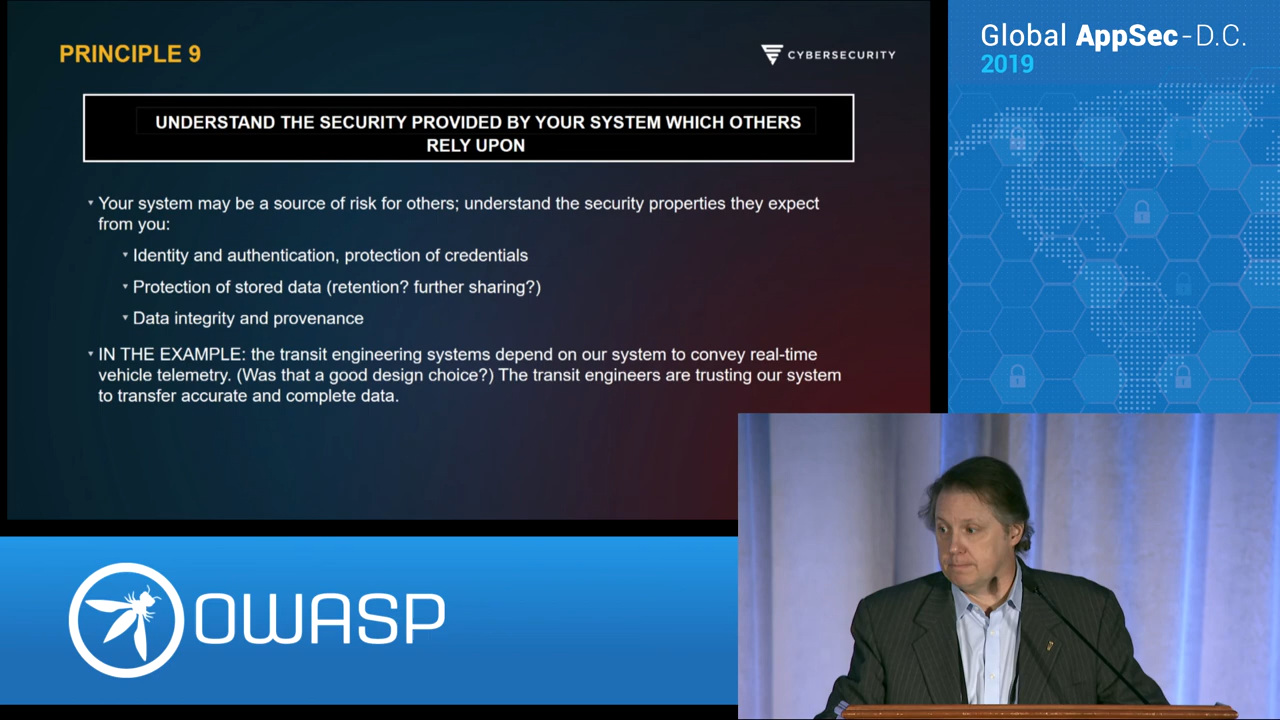 PRINCIPLE 9
CYBERSECURITY
UNDERSTAND THE SECURITY PROVIDED BY YOUR SYSTEM WHICH OTHERS
RELY UPON
Your system may be a source of risk for others; understand the security properties they expect
from you:
Identity and authentication, protection of credentials
Protection of stored data (retention? further sharing?)
Data integrity and provenance
IN THE EXAMPLE: the transit engineering systems depend on our system to convey real-time
vehicle telemetry. (Was that a good design choice?) The transit engineers are trusting our system
to transfer accurate and complete data.
Global AppSec-D.C.
2019
OWASP